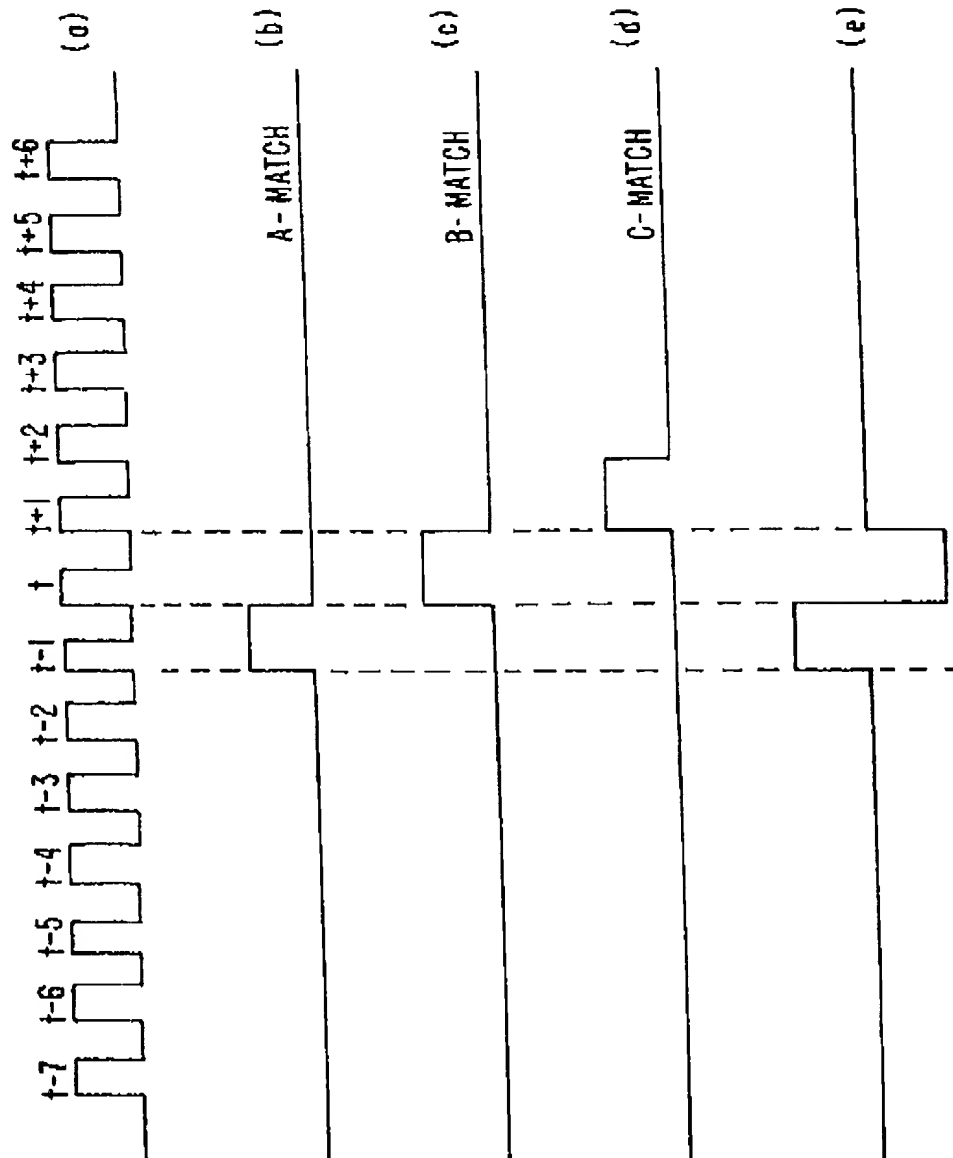 t-7 t-6 t-5 t-4 t-3 t-2 t-1 t t+1 t+2 t+3 t+4 t+5 t+6 (a)
A-MATCH (b)
B-MATCH (c)
C-MATCH (d)
(e)